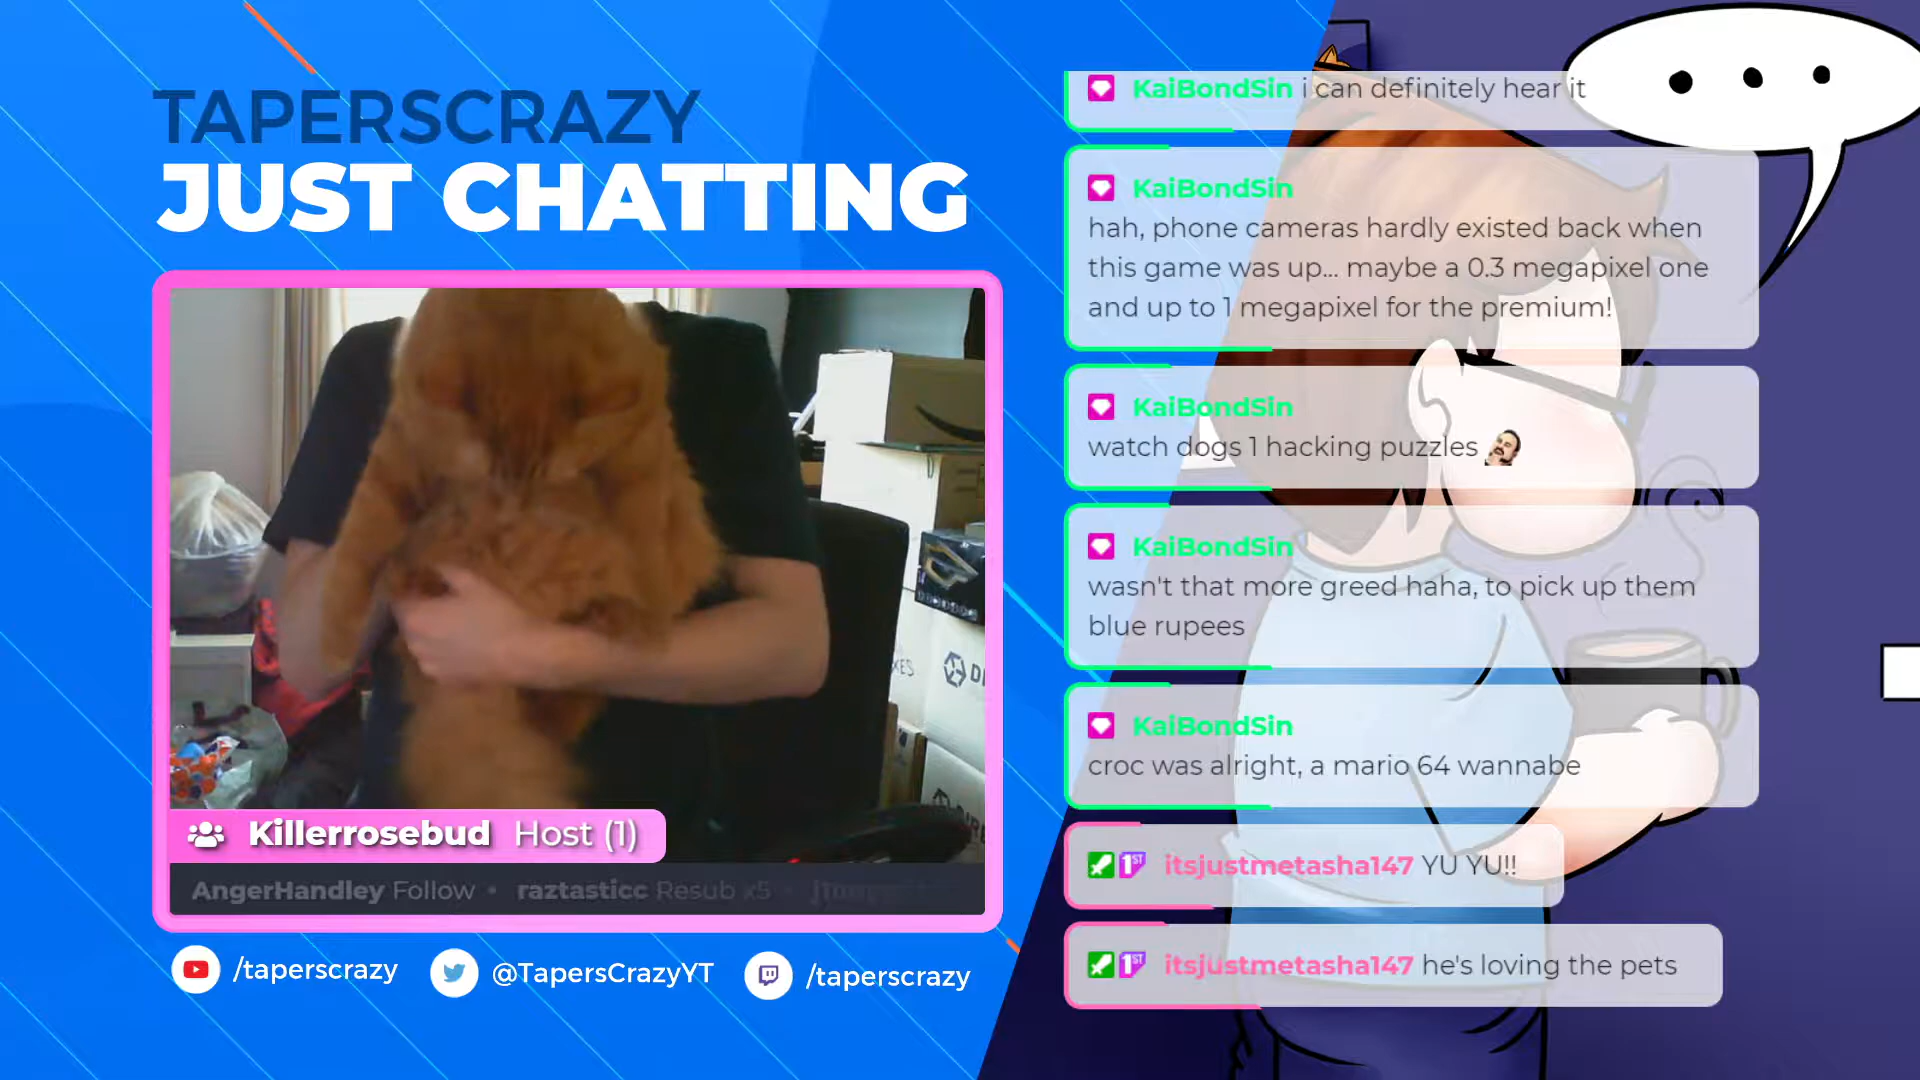 TAPERSCRAZY
JUST CHATTING
Killerrosebud Host (1)
AngerHandley Follow • raztasticc Resub x5 •
/taperscrazy
@TapersCrazyYT
/taperscrazy
KaiBondSin i can definitely hear it
KaiBondSin
hah, phone cameras hardly existed back when
this game was up... maybe a 0.3 megapixel one
and up to 1 megapixel for the premium!
KaiBondSin
watch dogs 1 hacking puzzles
KaiBondSin
wasn't that more greed haha, to pick up them
blue rupees
KaiBondSin
croc was alright, a mario 64 wannabe
1ST itsjustmetasha147 YU YU!!
1ST itsjustmetasha147 he's loving the pets